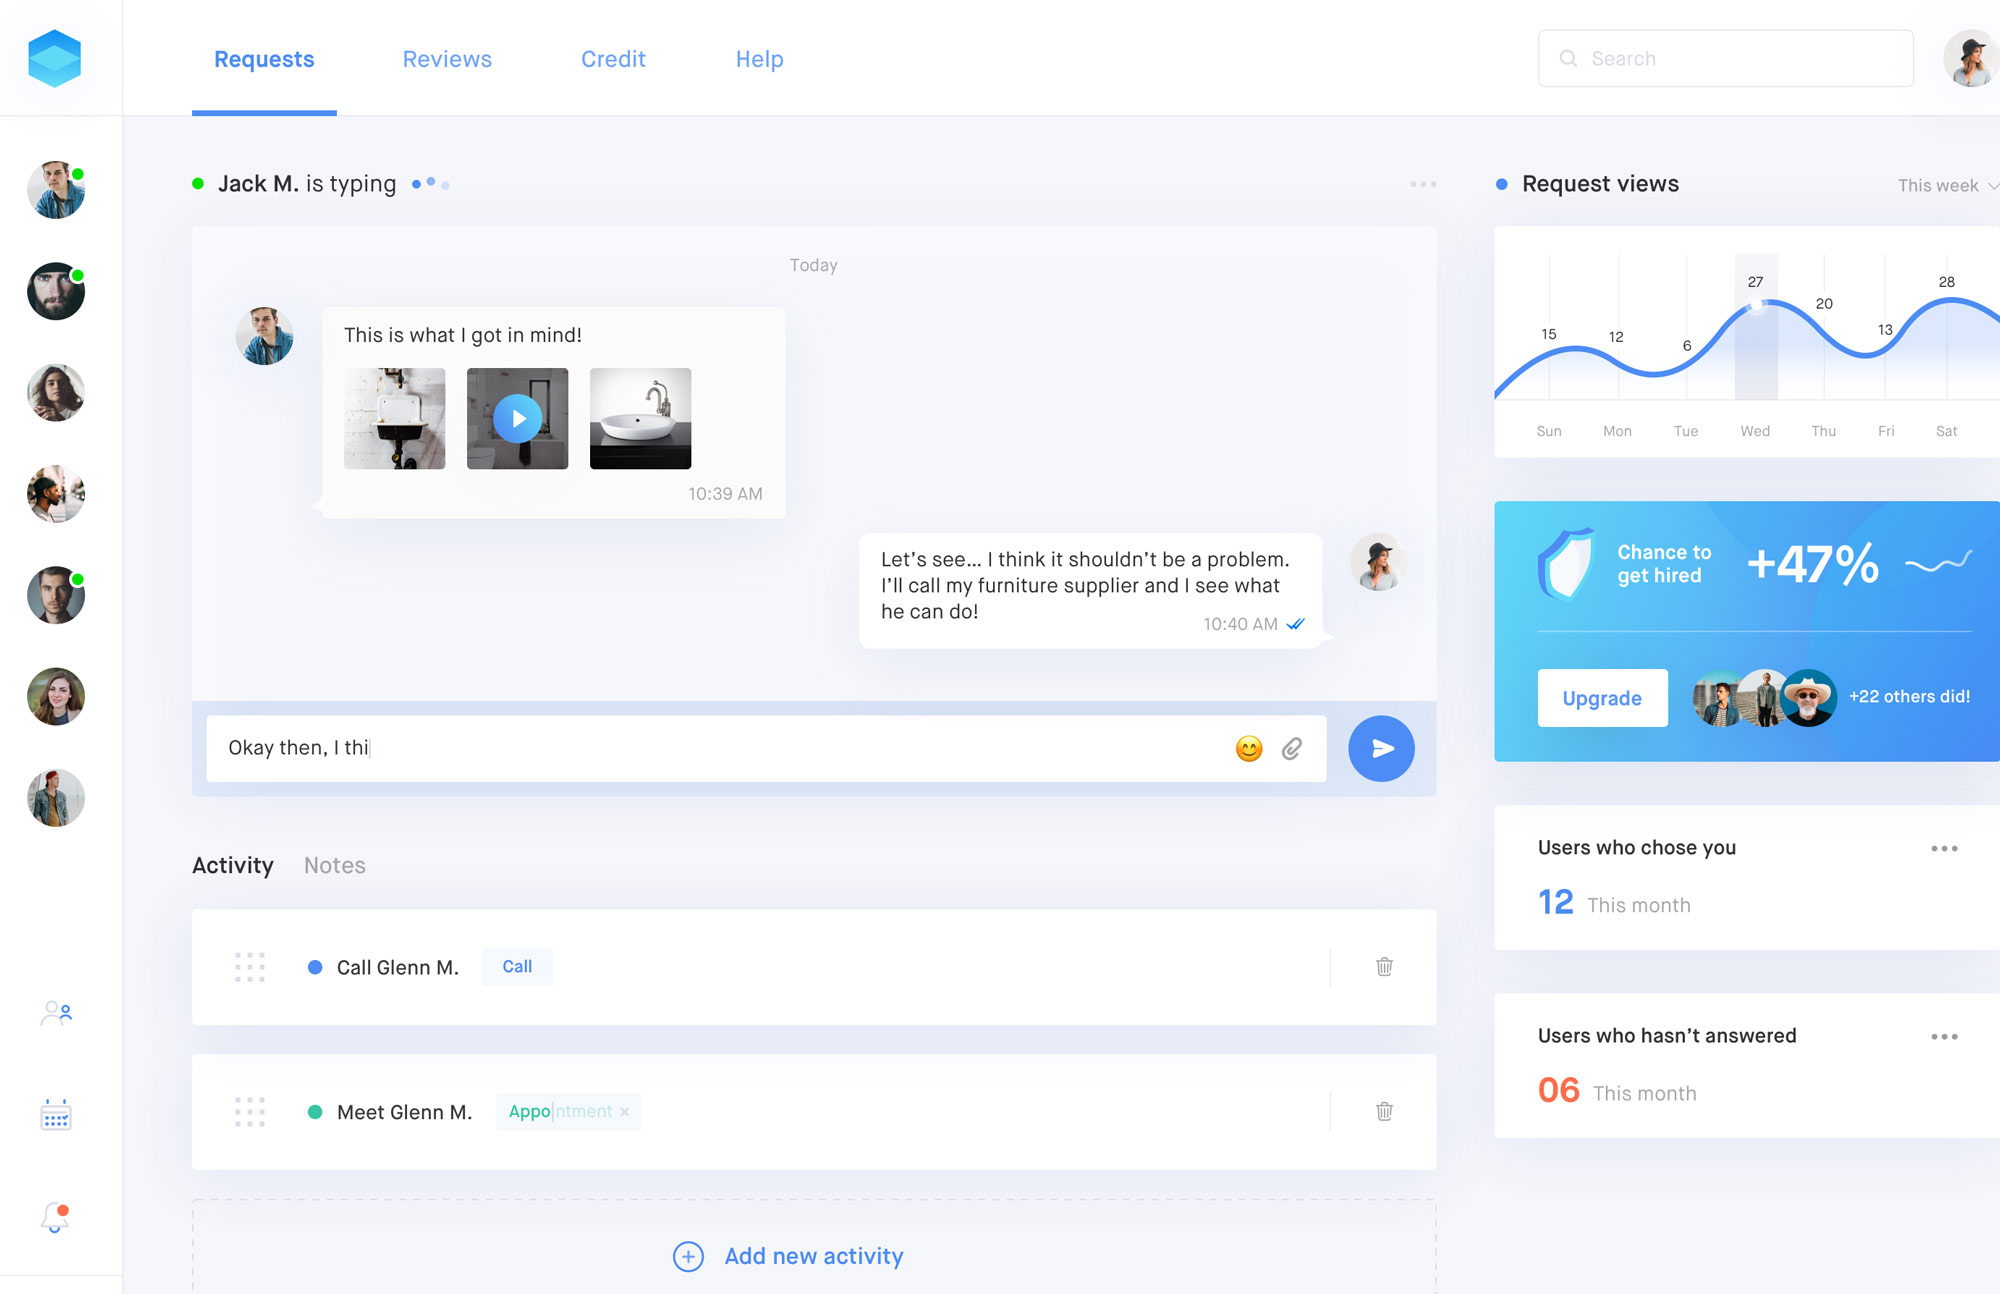 Requests
Reviews
Credit
Help
Search
Jack M. is typing
Today
This is what I got in mind!
10:39 AM
Let’s see... I think it shouldn’t be a problem.
I’ll call my furniture supplier and I see what
he can do!
10:40 AM
Okay then, I thi
Activity
Notes
Call Glenn M.
Call
Meet Glenn M.
Appointment ×
Add new activity
Request views
This week
15
12
6
27
20
13
28
Sun
Mon
Tue
Wed
Thu
Fri
Sat
Chance to
get hired
+47%
Upgrade
+22 others did!
Users who chose you
12 This month
Users who hasn’t answered
06 This month